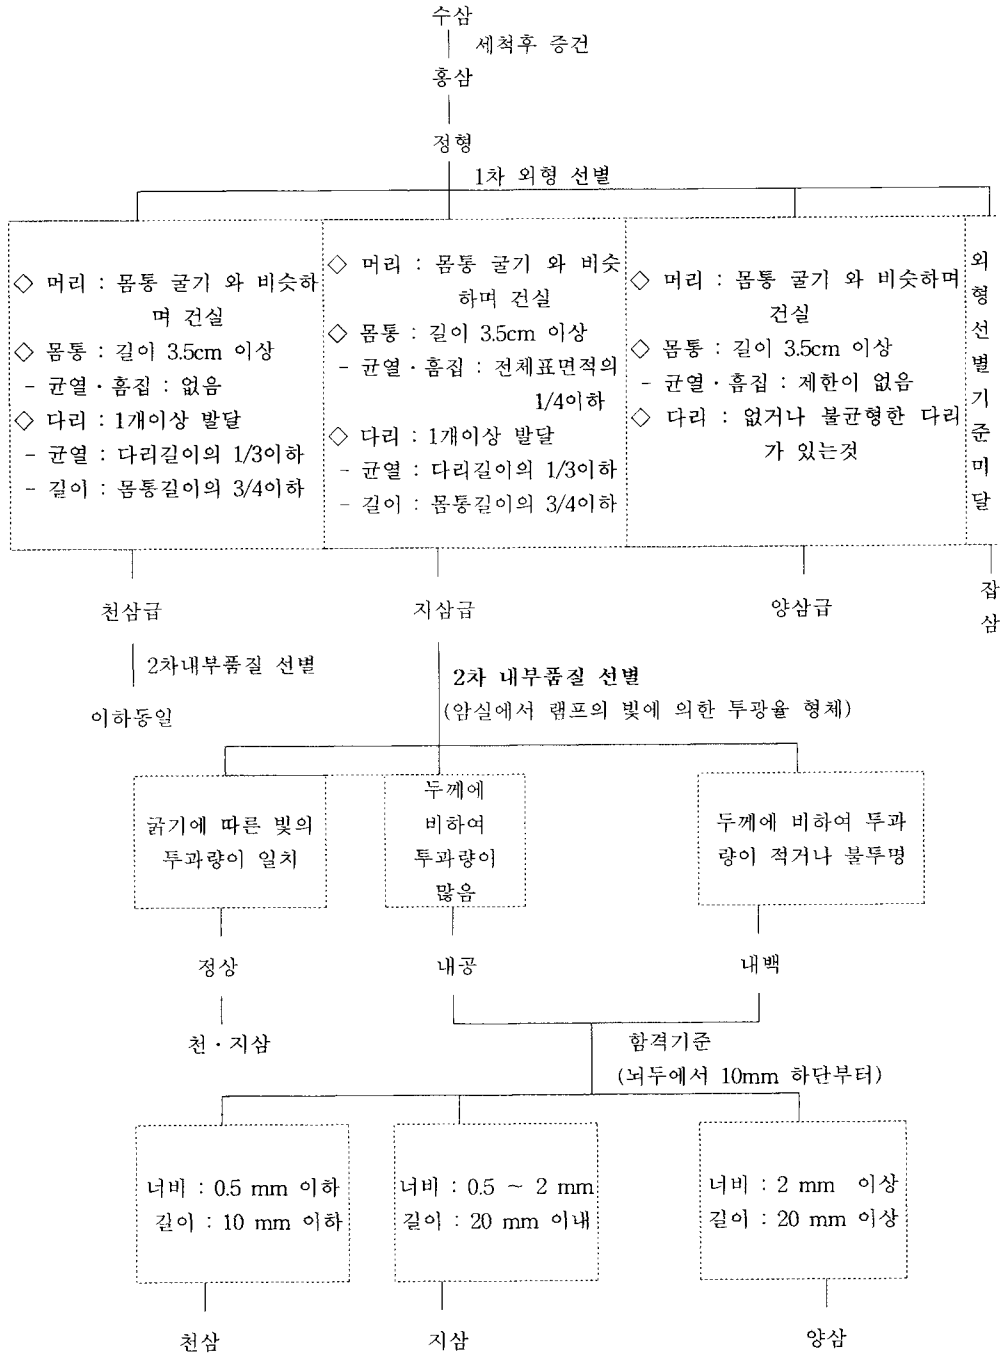 수삼
세척후 증건
홍삼
정형
1차 외형 선별
◇ 머리 : 몸통 굴기 와 비슷하
며 건실
◇ 몸통 : 길이 3.5cm 이상
- 균열·흠집 : 없음
◇ 다리 : 1개이상 발달
- 균열 : 다리길이의 1/3이하
- 길이 : 몸통길이의 3/4이하
◇ 머리 : 몸통 굴기 와 비슷
하며 건실
◇ 몸통 : 길이 3.5cm 이상
- 균열·흠집 : 전체표면적의
1/4이하
◇ 다리 : 1개이상 발달
- 균열 : 다리길이의 1/3이하
- 길이 : 몸통길이의 3/4이하
◇ 머리 : 몸통 굴기 와 비슷하며
건실
◇ 몸통 : 길이 3.5cm 이상
- 균열·흠집 : 제한이 없음
◇ 다리 : 없거나 불균형한 다리
가 있는것
외
형
선
별
기
준
미
달
천삼급
지삼급
양삼급
잡
삼
2차내부품질 선별
이하동일
2차 내부품질 선별
(암실에서 램프의 빛에 의한 투광율 형체)
굵기에 따른 빛의
투과량이 일치
두께에
비하여
투과량이
많음
두께에 비하여 투과
량이 적거나 불투명
정상
내공
내백
천·지삼
합격기준
(뇌두에서 10mm 하단부터)
너비 : 0.5 mm 이하
길이 : 10 mm 이하
너비 : 0.5 ~ 2 mm
길이 : 20 mm 이내
너비 : 2 mm 이상
길이 : 20 mm 이상
천삼
지삼
양삼